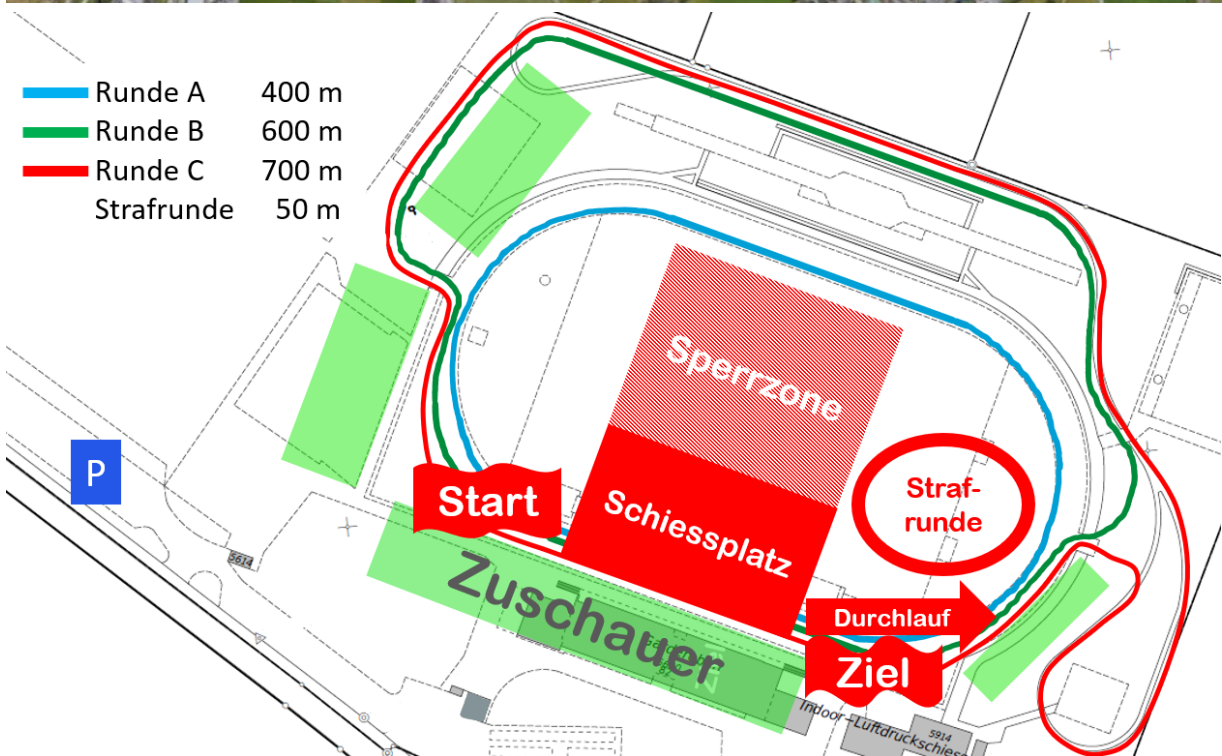 Runde A 400 m
Runde B 600 m
Runde C 700 m
Strafrunde 50 m
Sperrzone
P
Straf-
runde
Start
Schiessplatz
5614
Zuschauer
Durchlauf
Ziel
Indoor-Luftdruckschiess
5914